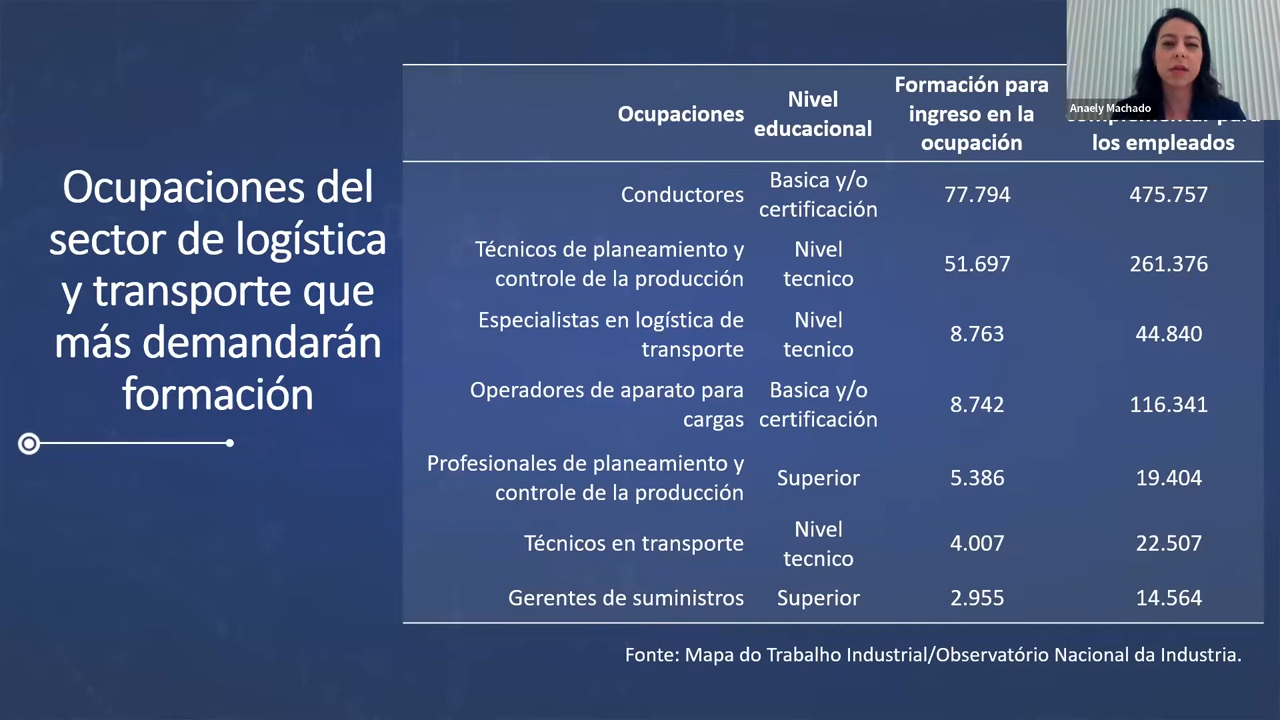 Anaely Machado
Ocupaciones del
sector de logística
y transporte que
más demandarán
formación
Ocupaciones
Nivel
educacional
Formación para
ingreso en la
ocupación
los empleados
Conductores
Basica y/o
certificación
77.794
475.757
Técnicos de planeamiento y
controle de la producción
Nivel
tecnico
51.697
261.376
Especialistas en logística de
transporte
Nivel
tecnico
8.763
44.840
Operadores de aparato para
cargas
Basica y/o
certificación
8.742
116.341
Profesionales de planeamiento y
controle de la producción
Superior
5.386
19.404
Técnicos en transporte
Nivel
tecnico
4.007
22.507
Gerentes de suministros
Superior
2.955
14.564
Fonte: Mapa do Trabalho Industrial/Observatório Nacional da Industria.